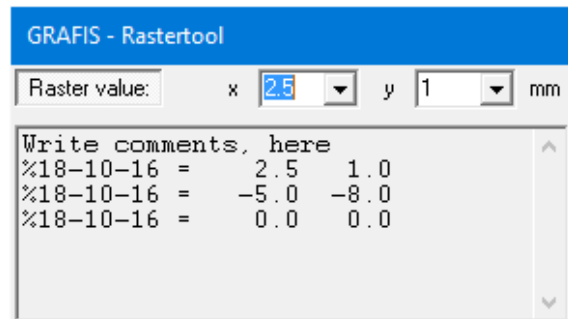 GRAFIS - Rastertool
Raster value: x 2.5 y 1 mm
Write comments, here
%18-10-16 = 2.5 1.0
%18-10-16 = -5.0 -8.0
%18-10-16 = 0.0 0.0